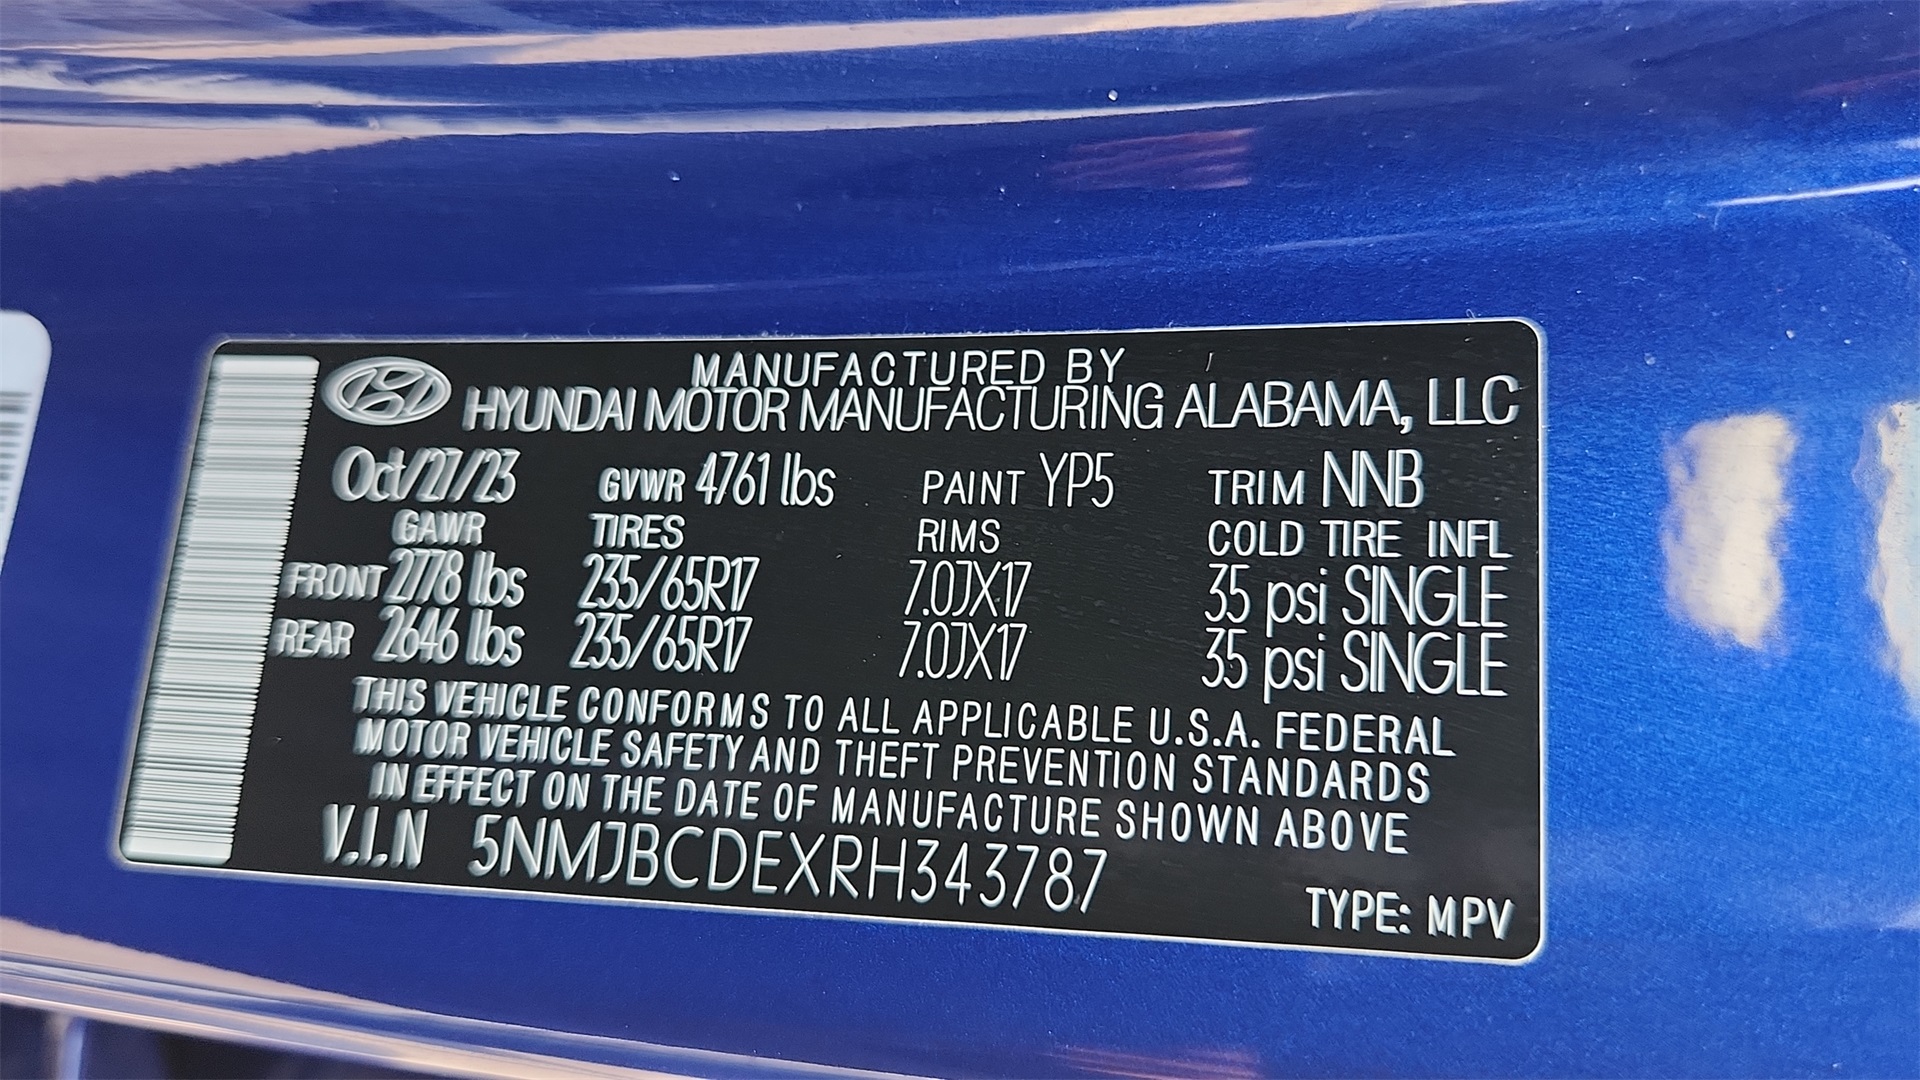 MANUFACTURED BY
HYUNDAI MOTOR MANUFACTURING ALABAMA, LLC
Oct/27/23 GVWR 4761 lbs PAINT YP5 TRIM NNB
GAWR TIRES RIMS COLD TIRE INFL
FRONT 2778 lbs 235/65R17 7.0JX17 35 psi SINGLE
REAR 2646 lbs 235/65R17 7.0JX17 35 psi SINGLE
THIS VEHICLE CONFORMS TO ALL APPLICABLE U.S.A. FEDERAL
MOTOR VEHICLE SAFETY AND THEFT PREVENTION STANDARDS
IN EFFECT ON THE DATE OF MANUFACTURE SHOWN ABOVE
V.I.N 5NMJBCDEXRH343787
TYPE: MPV